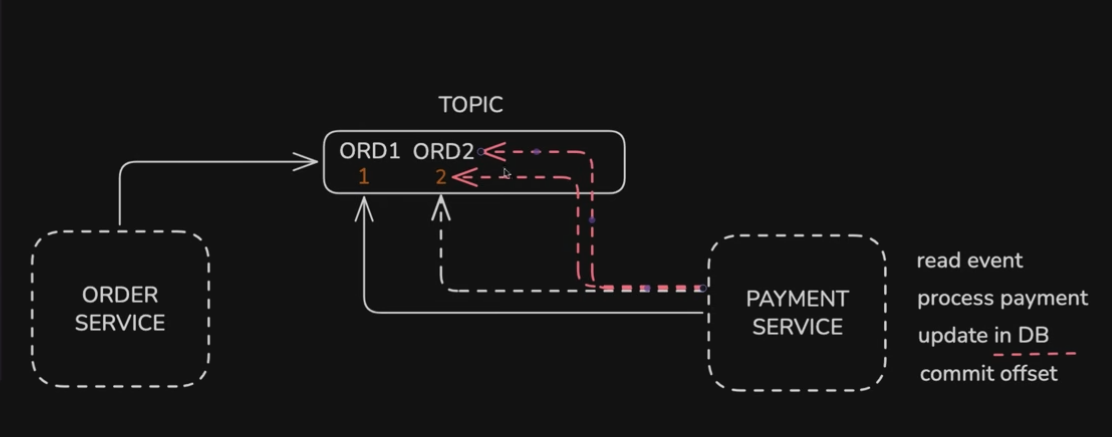 TOPIC
ORD1 ORD2
1 2
ORDER
SERVICE
PAYMENT
SERVICE
read event
process payment
update in DB
commit offset